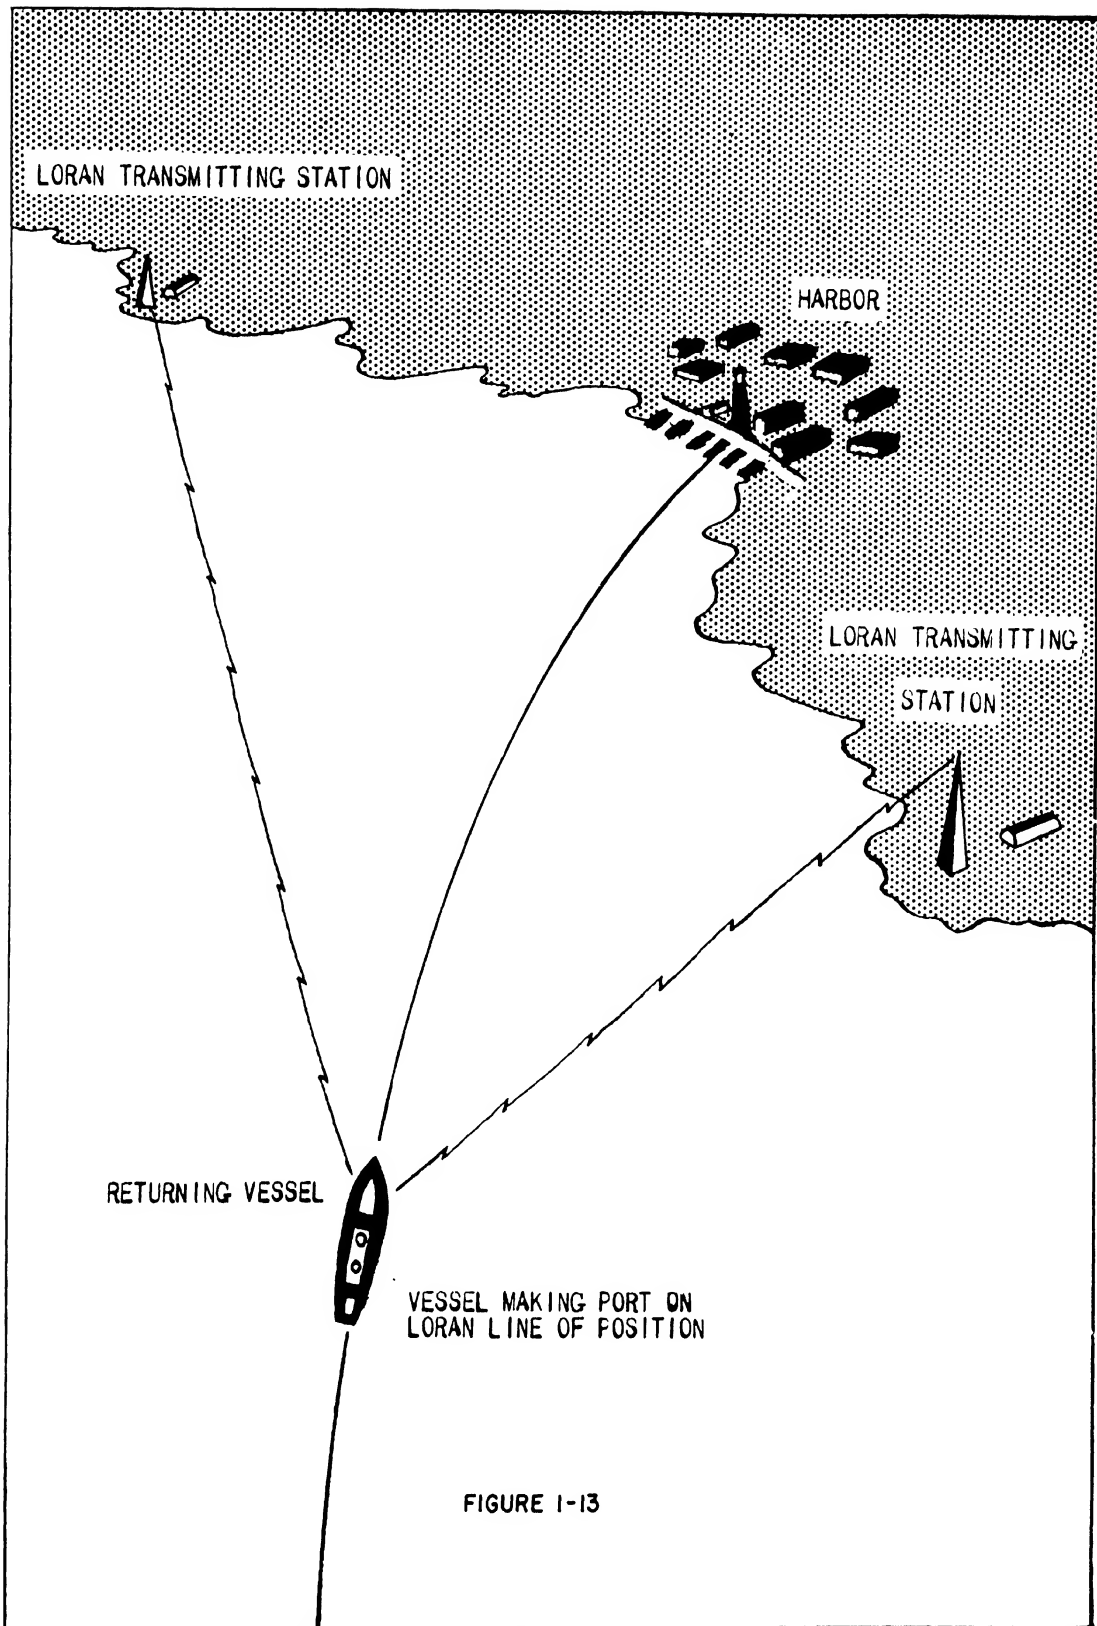 LORAN TRANSMITTING STATION
HARBOR
LORAN TRANSMITTING
STATION
RETURNING VESSEL
VESSEL MAKING PORT ON
LORAN LINE OF POSITION
FIGURE 1-13